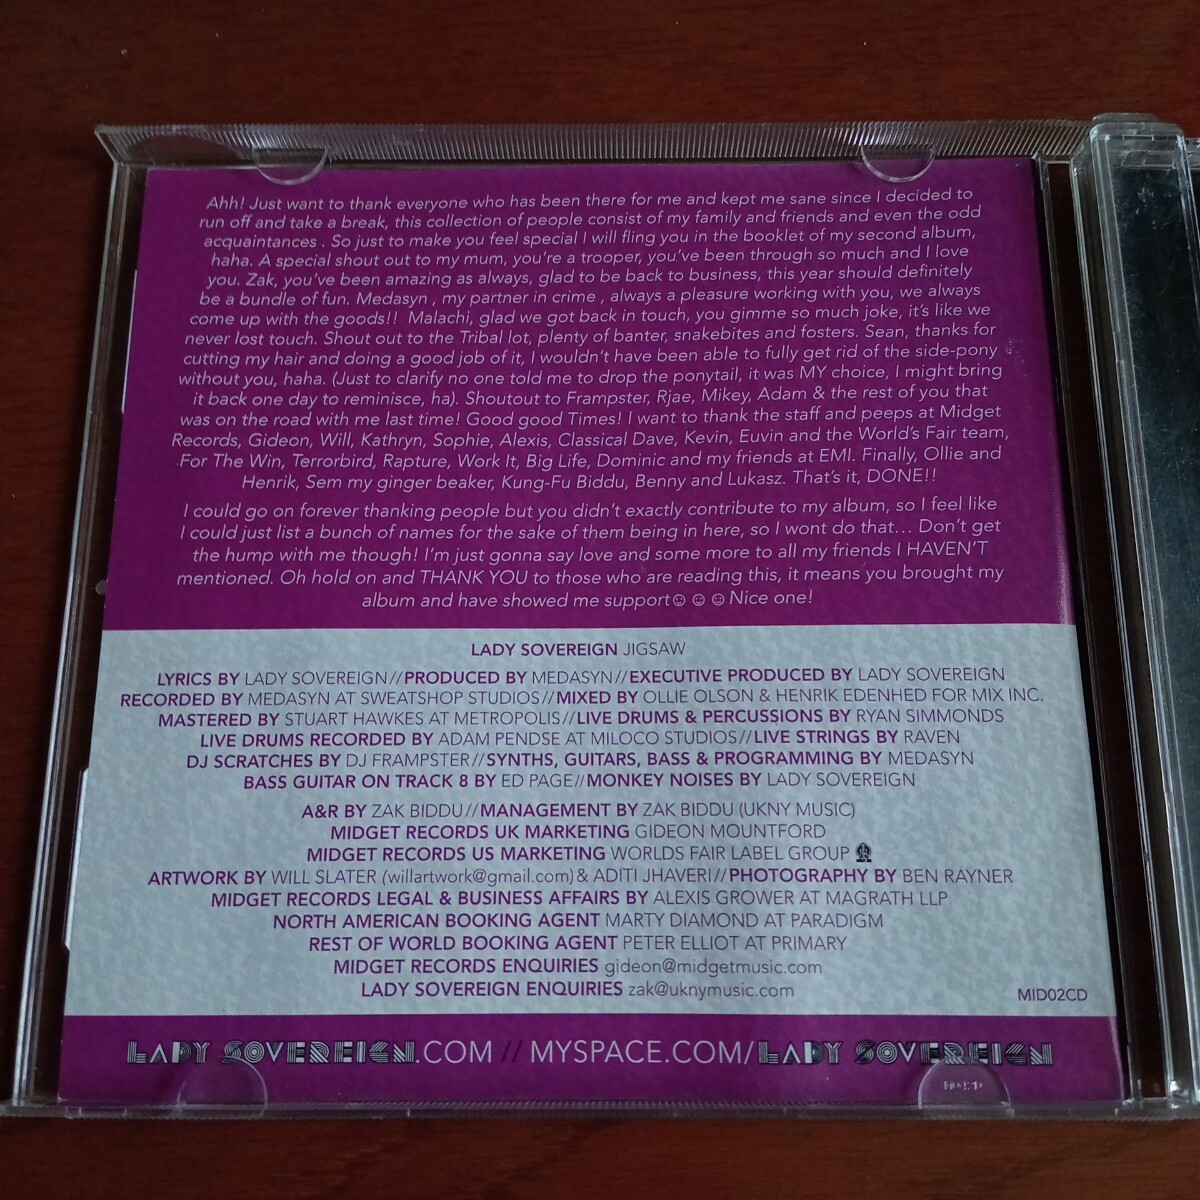 Ahh! Just want to thank everyone who has been there for me and kept me sane since I decided to
run off and take a break, this collection of people consist of my family and friends and even the odd
acquaintances . So just to make you feel special I will fling you in the booklet of my second album,
haha. A special shout out to my mum, you're a trooper, you've been through so much and I love
you. Zak, you've been amazing as always, glad to be back to business, this year should definitely
be a bundle of fun. Medasyn , my partner in crime , always a pleasure working with you, we always
come up with the goods!! Malachi, glad we got back in touch, you gimme so much joke, it's like we
never lost touch. Shout out to the Tribal lot, plenty of banter, snakebites and fosters. Sean, thanks for
cutting my hair and doing a good job of it, I wouldn't have been able to fully get rid of the side-pony
without you, haha. (Just to clarify no one told me to drop the ponytail, it was MY choice, I might bring
it back one day to reminisce, ha). Shoutout to Frampster, Rjae, Mikey, Adam & the rest of you that
was on the road with me last time! Good good Times! I want to thank the staff and peeps at Midget
Records, Gideon, Will, Kathryn, Sophie, Alexis, Classical Dave, Kevin, Euvin and the World's Fair team,
For The Win, Terrorbird, Rapture, Work It, Big Life, Dominic and my friends at EMI. Finally, Ollie and
Henrik, Sem my ginger beaker, Kung-Fu Biddu, Benny and Lukasz. That's it, DONE!!
I could go on forever thanking people but you didn't exactly contribute to my album, so I feel like
I could just list a bunch of names for the sake of them being in here, so I wont do that... Don't get
the hump with me though! I'm just gonna say love and some more to all my friends I HAVEN'T
mentioned. Oh hold on and THANK YOU to those who are reading this, it means you brought my
album and have showed me support☺☺☺Nice one!
LADY SOVEREIGN JIGSAW
LYRICS BY LADY SOVEREIGN//PRODUCED BY MEDASYN//EXECUTIVE PRODUCED BY LADY SOVEREIGN
RECORDED BY MEDASYN AT SWEATSHOP STUDIOS//MIXED BY OLLIE OLSON & HENRIK EDENHED FOR MIX INC.
MASTERED BY STUART HAWKES AT METROPOLIS//LIVE DRUMS & PERCUSSIONS BY RYAN SIMMONDS
LIVE DRUMS RECORDED BY ADAM PENDSE AT MILOCO STUDIOS//LIVE STRINGS BY RAVEN
DJ SCRATCHES BY DJ FRAMPSTER//SYNTHS, GUITARS, BASS & PROGRAMMING BY MEDASYN
BASS GUITAR ON TRACK 8 BY ED PAGE//MONKEY NOISES BY LADY SOVEREIGN
A&R BY ZAK BIDDU//MANAGEMENT BY ZAK BIDDU (UKNY MUSIC)
MIDGET RECORDS UK MARKETING GIDEON MOUNTFORD
MIDGET RECORDS US MARKETING WORLDS FAIR LABEL GROUP
ARTWORK BY WILL SLATER (willartwork@gmail.com) & ADITI JHAVERI//PHOTOGRAPHY BY BEN RAYNER
MIDGET RECORDS LEGAL & BUSINESS AFFAIRS BY ALEXIS GROWER AT MAGRATH LLP
NORTH AMERICAN BOOKING AGENT MARTY DIAMOND AT PARADIGM
REST OF WORLD BOOKING AGENT PETER ELLIOT AT PRIMARY
MIDGET RECORDS ENQUIRIES gideon@midgetmusic.com
LADY SOVEREIGN ENQUIRIES zak@uknymusic.com
MID02CD
LADY SOVEREIGN.COM // MYSPACE.COM/LADY SOVEREIGN